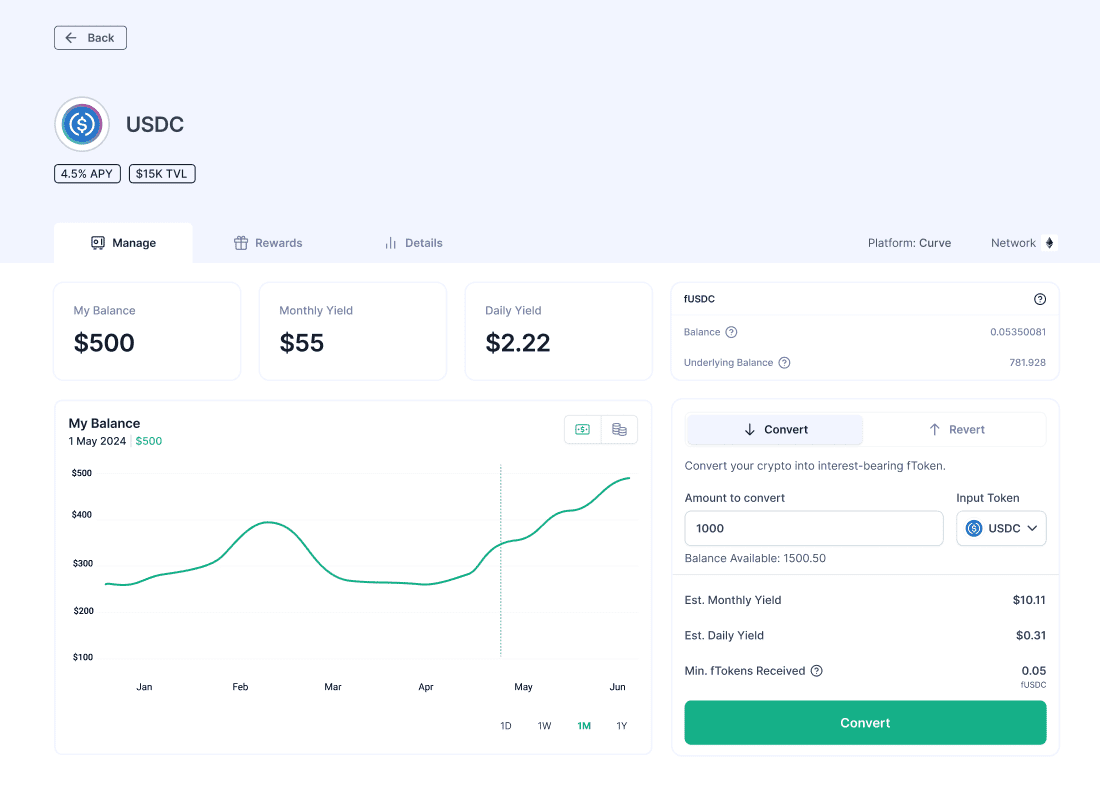 Back
USDC
4.5% APY
$15K TVL
Manage
Rewards
Details
Platform: Curve
Network
My Balance
$500
Monthly Yield
$55
Daily Yield
$2.22
fUSDC
Balance
0.05350081
Underlying Balance
781.928
My Balance
1 May 2024 | $500
$500
$400
$300
$200
$100
Jan
Feb
Mar
Apr
May
Jun
1D
1W
1M
1Y
Convert
Revert
Convert your crypto into interest-bearing fToken.
Amount to convert
Input Token
1000
USDC
Balance Available: 1500.50
Est. Monthly Yield
$10.11
Est. Daily Yield
$0.31
Min. fTokens Received
0.05
fUSDC
Convert